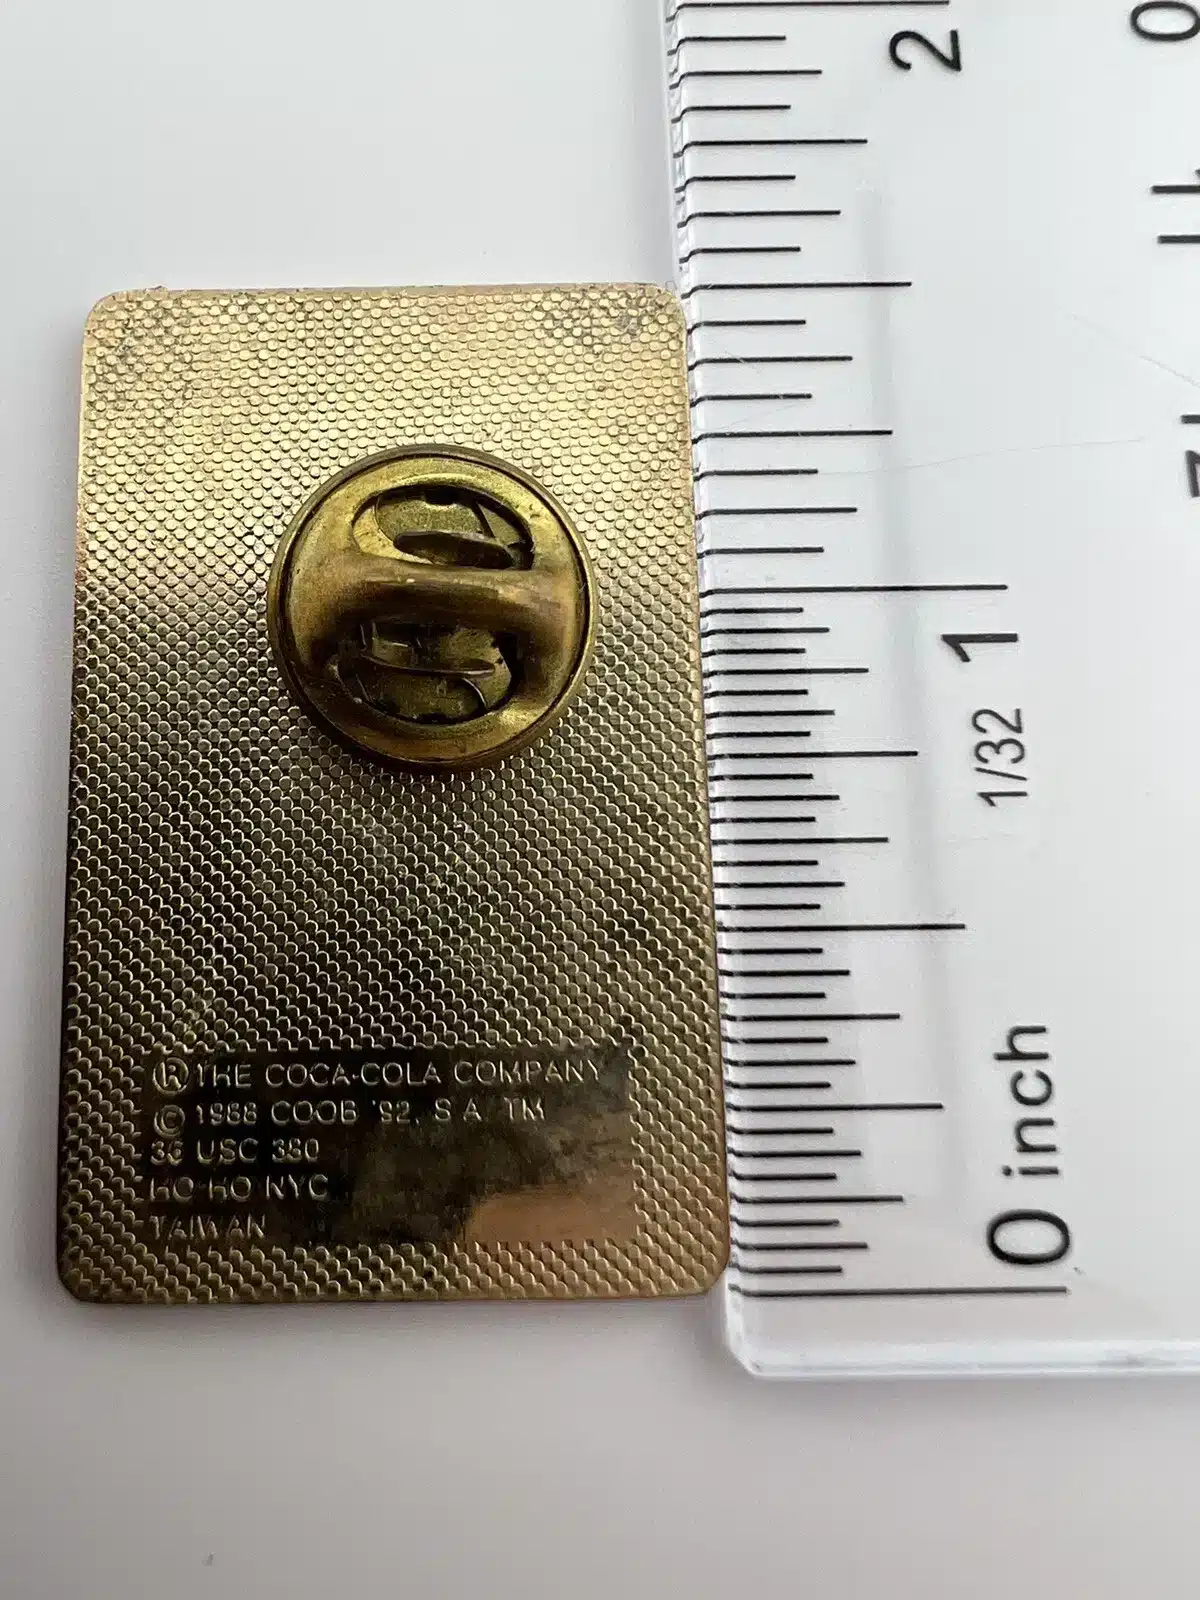 ® THE COCA-COLA COMPANY
© 1988 COOB '92, S.A. TM
36 USC 380
HO-HO NYC
TAIWAN
2
1
1/32
0 inch
0